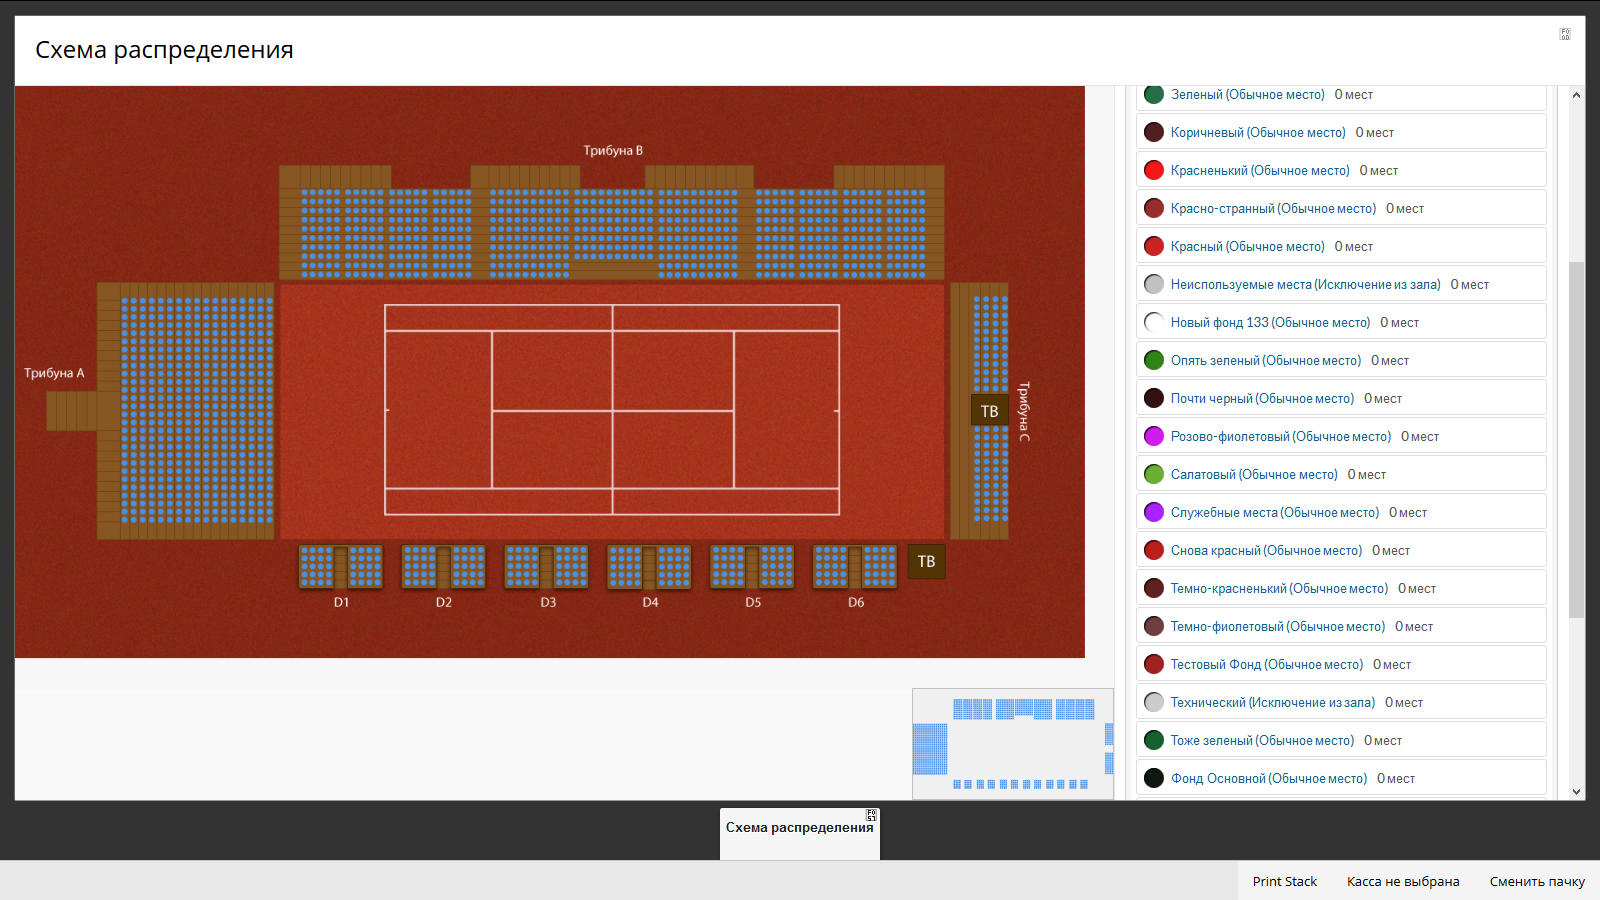 Схема распределения
Трибуна B
Трибуна A
Трибуна C
ТВ
ТВ
D1
D2
D3
D4
D5
D6
Зеленый (Обычное место) 0 мест
Коричневый (Обычное место) 0 мест
Красненький (Обычное место) 0 мест
Красно-странный (Обычное место) 0 мест
Красный (Обычное место) 0 мест
Неиспользуемые места (Исключение из зала) 0 мест
Новый фонд 133 (Обычное место) 0 мест
Опять зеленый (Обычное место) 0 мест
Почти черный (Обычное место) 0 мест
Розово-фиолетовый (Обычное место) 0 мест
Салатовый (Обычное место) 0 мест
Служебные места (Обычное место) 0 мест
Снова красный (Обычное место) 0 мест
Темно-красненький (Обычное место) 0 мест
Темно-фиолетовый (Обычное место) 0 мест
Тестовый Фонд (Обычное место) 0 мест
Технический (Исключение из зала) 0 мест
Тоже зеленый (Обычное место) 0 мест
Фонд Основной (Обычное место) 0 мест
Схема распределения
Print Stack
Касса не выбрана
Сменить пачку